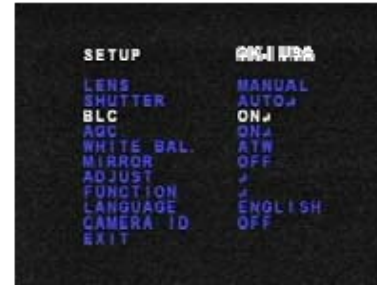 SETUP
LENS MANUAL
SHUTTER AUTO↲
BLC ON↲
AGC ON↲
WHITE BAL. ATW
MIRROR OFF
ADJUST ↲
FUNCTION ↲
LANGUAGE ENGLISH
CAMERA ID OFF
EXIT